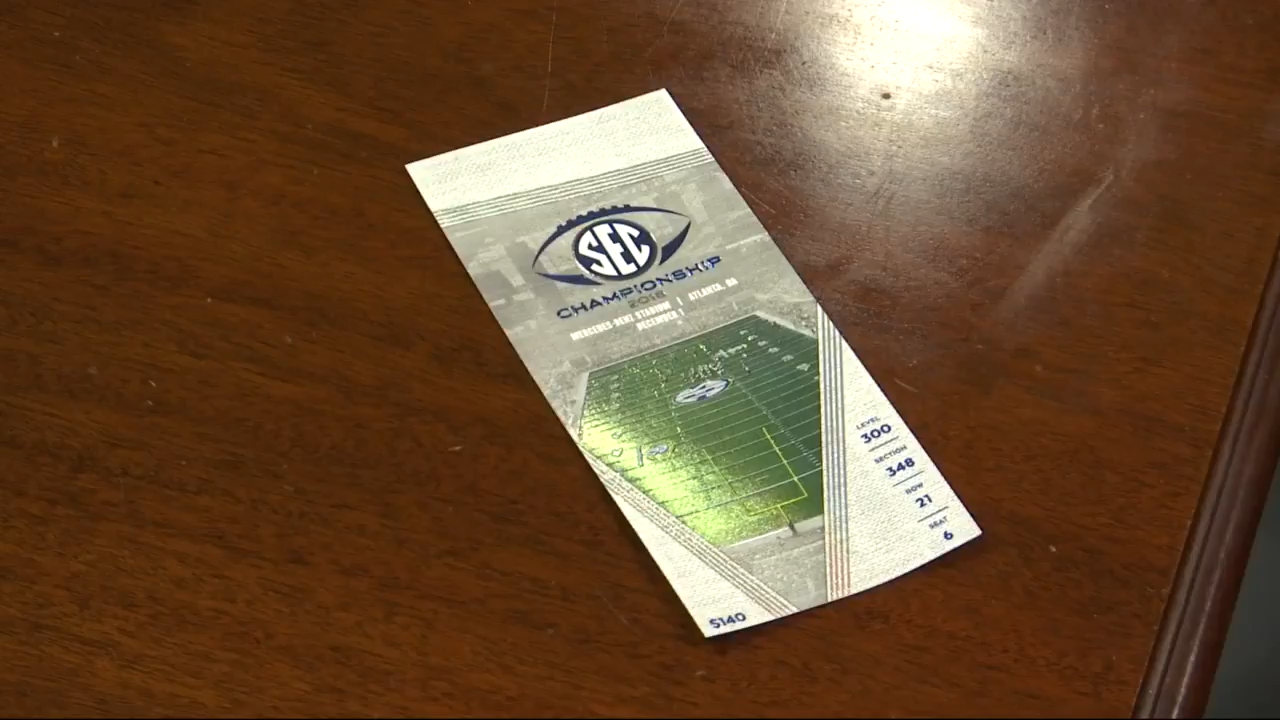 SEC
CHAMPIONSHIP
2018
MERCEDES-BENZ STADIUM | ATLANTA, GA
DECEMBER 1
LEVEL
300
SECTION
348
ROW
21
SEAT
6
$140